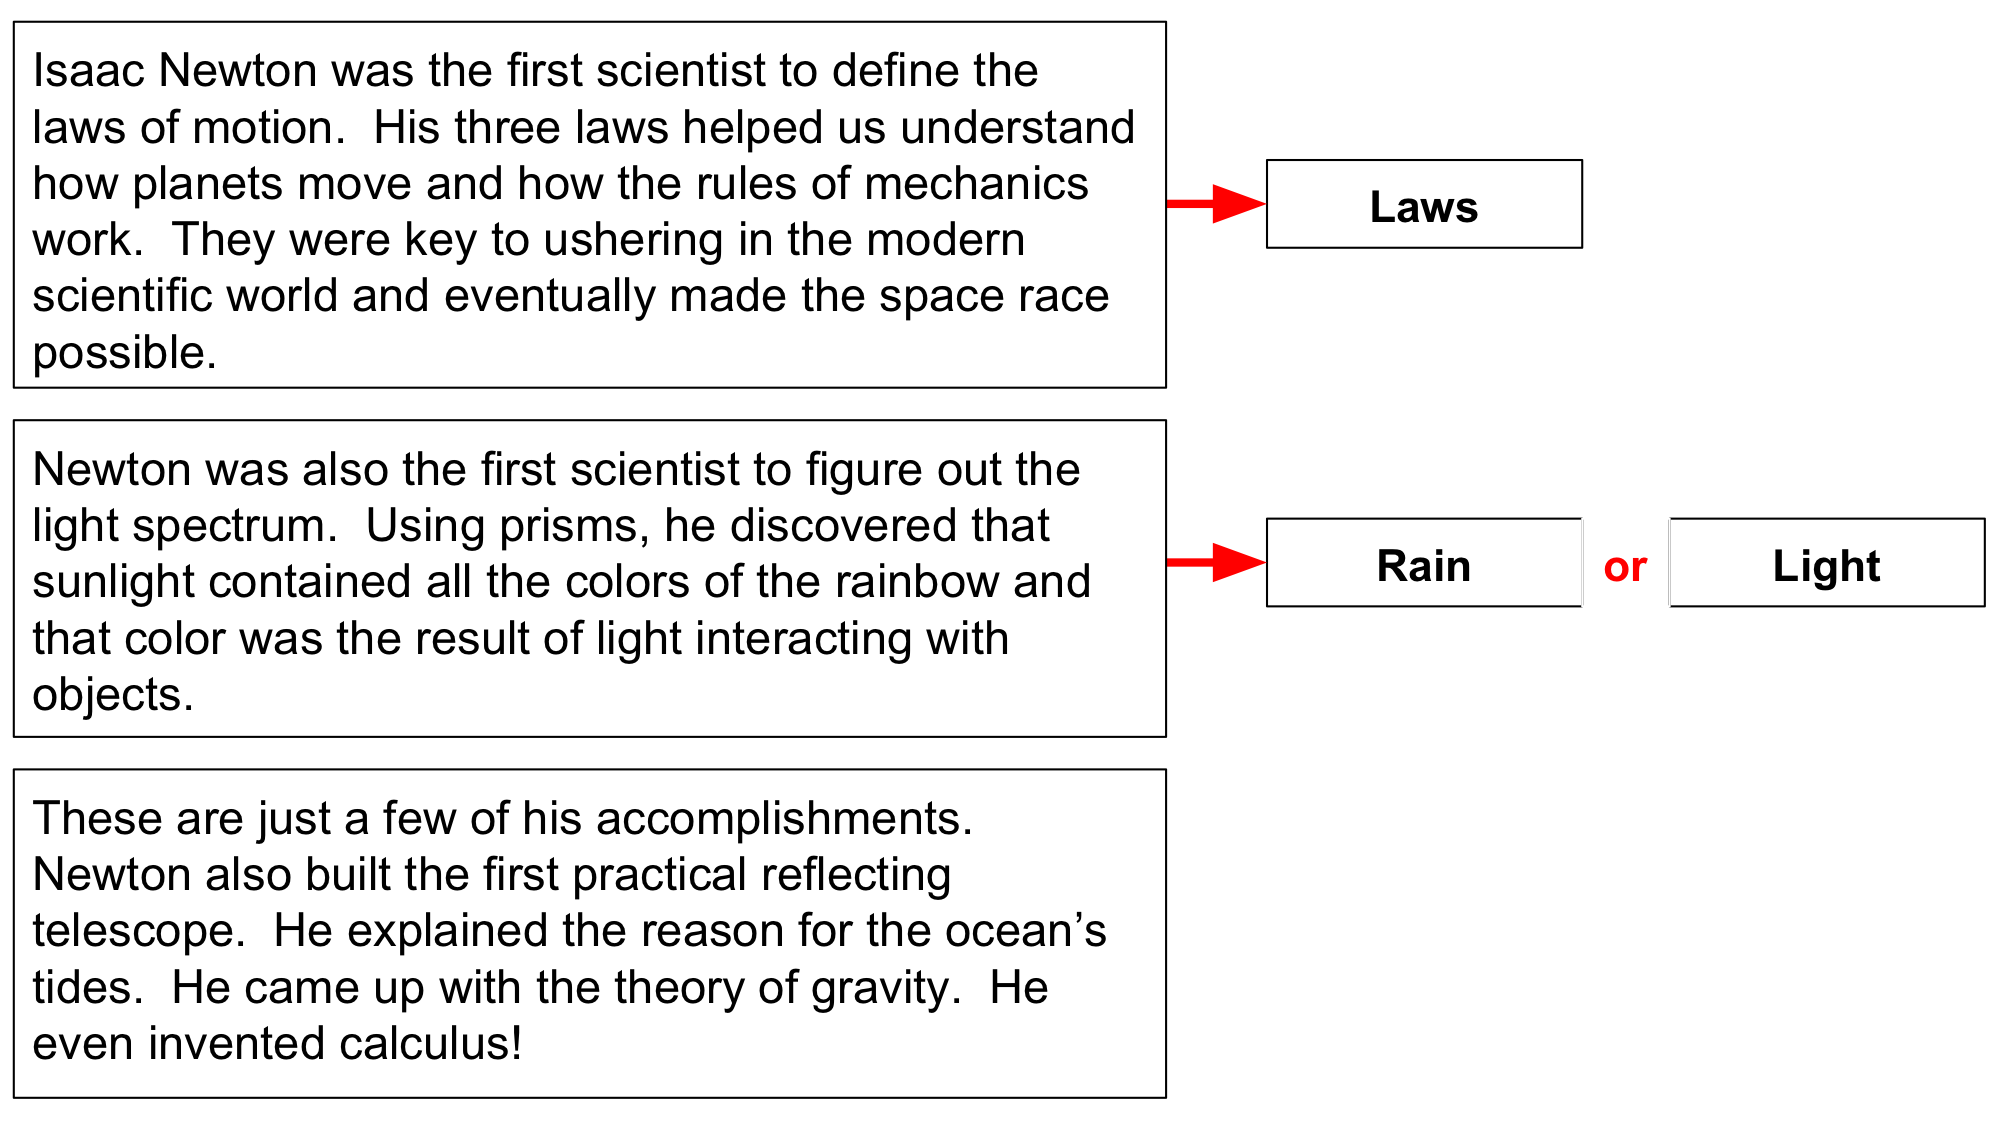 Isaac Newton was the first scientist to define the
laws of motion.  His three laws helped us understand
how planets move and how the rules of mechanics
work.  They were key to ushering in the modern
scientific world and eventually made the space race
possible.
Laws
Newton was also the first scientist to figure out the
light spectrum.  Using prisms, he discovered that
sunlight contained all the colors of the rainbow and
that color was the result of light interacting with
objects.
Rain or Light
These are just a few of his accomplishments.
Newton also built the first practical reflecting
telescope.  He explained the reason for the ocean’s
tides.  He came up with the theory of gravity.  He
even invented calculus!